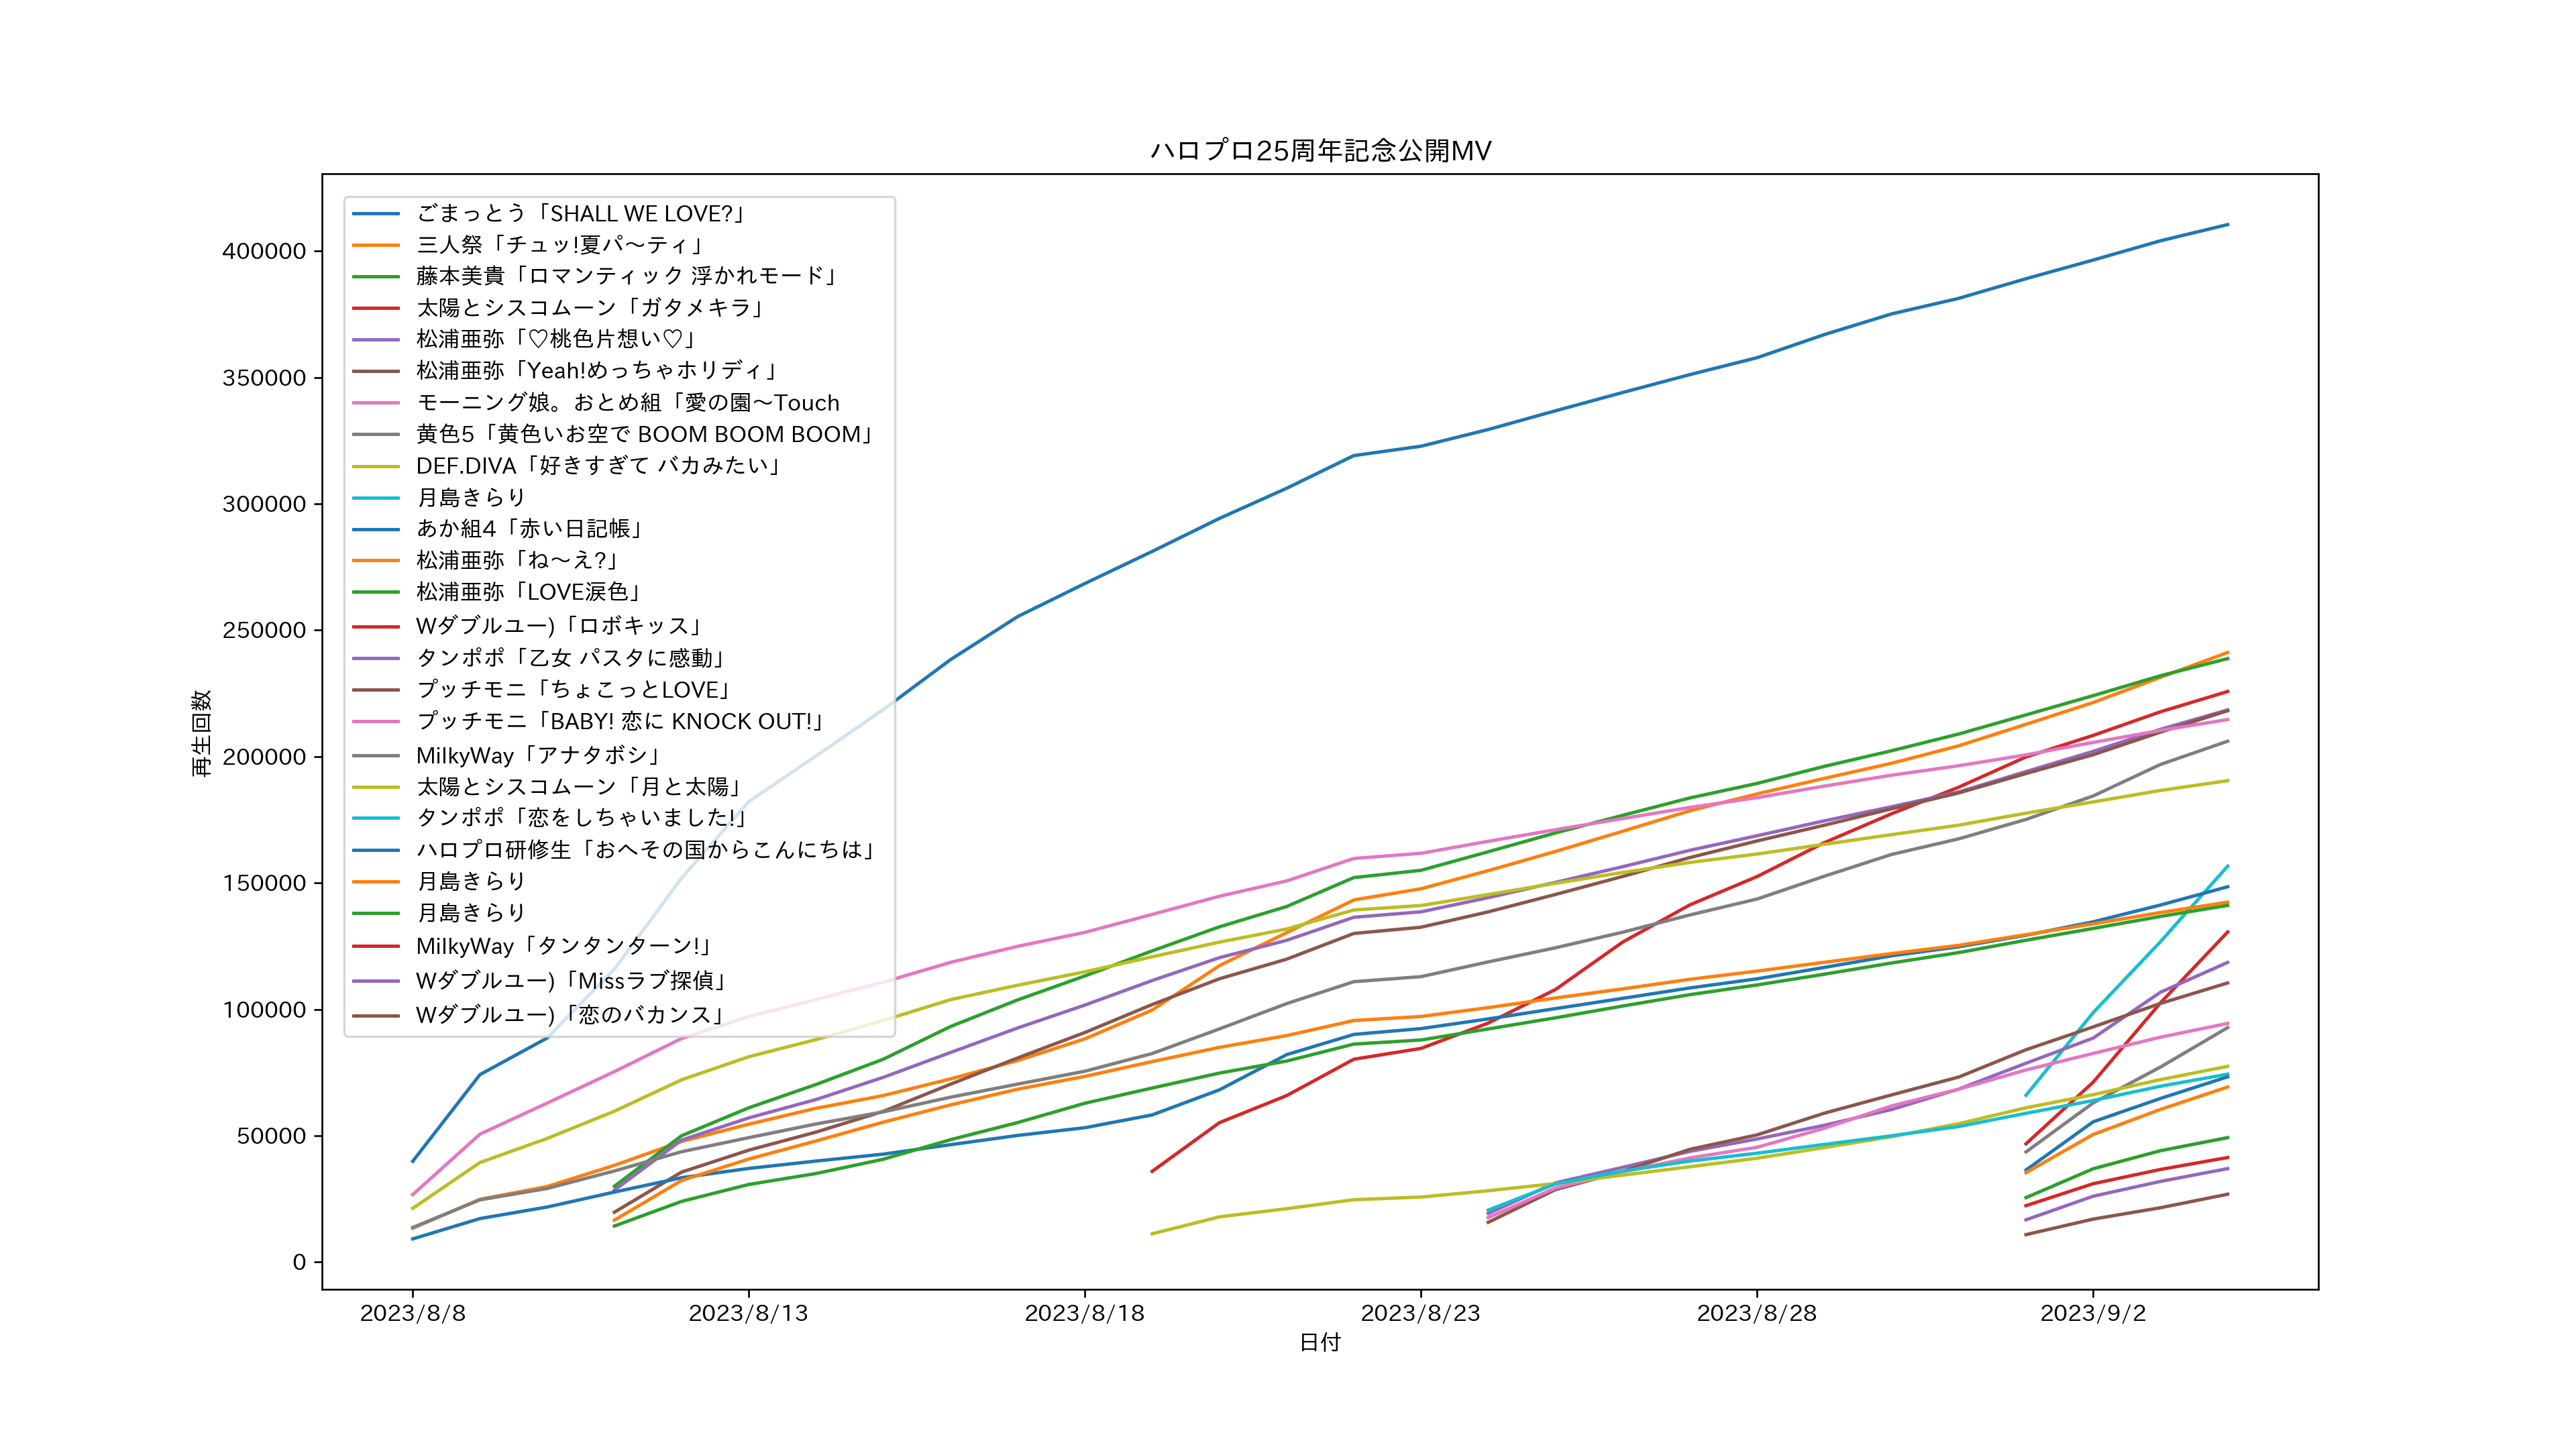 ハロプロ25周年記念公開MV
ごまっとう「SHALL WE LOVE?」
三人祭「チュッ!夏パ〜ティ」
藤本美貴「ロマンティック 浮かれモード」
太陽とシスコムーン「ガタメキラ」
松浦亜弥「♡桃色片想い♡」
松浦亜弥「Yeah!めっちゃホリディ」
モーニング娘。おとめ組「愛の園〜Touch
黄色5「黄色いお空で BOOM BOOM BOOM」
DEF.DIVA「好きすぎて バカみたい」
月島きらり
あか組4「赤い日記帳」
松浦亜弥「ね〜え?」
松浦亜弥「LOVE涙色」
Wダブルユー)「ロボキッス」
タンポポ「乙女 パスタに感動」
プッチモニ「ちょこっとLOVE」
プッチモニ「BABY! 恋に KNOCK OUT!」
MilkyWay「アナタボシ」
太陽とシスコムーン「月と太陽」
タンポポ「恋をしちゃいました!」
ハロプロ研修生「おへその国からこんにちは」
月島きらり
月島きらり
MilkyWay「タンタンターン!」
Wダブルユー)「Missラブ探偵」
Wダブルユー)「恋のバカンス」
再生回数
400000
350000
300000
250000
200000
150000
100000
50000
0
2023/8/8 2023/8/13 2023/8/18 2023/8/23 2023/8/28 2023/9/2
日付